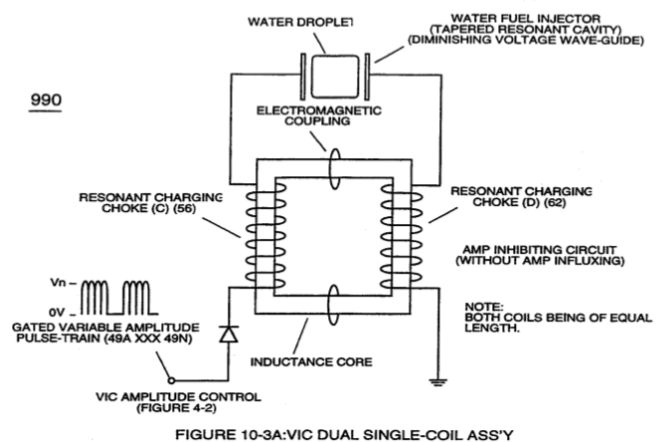 WATER DROPLET
WATER FUEL INJECTOR
(TAPERED RESONANT CAVITY)
(DIMINISHING VOLTAGE WAVE-GUIDE)
990
ELECTROMAGNETIC
COUPLING
RESONANT CHARGING
CHOKE (C) (56)
RESONANT CHARGING
CHOKE (D) (62)
AMP INHIBITING CIRCUIT
(WITHOUT AMP INFLUXING)
Vn
0V
GATED VARIABLE AMPLITUDE
PULSE-TRAIN (49A XXX 49N)
NOTE:
BOTH COILS BEING OF EQUAL
LENGTH.
INDUCTANCE CORE
VIC AMPLITUDE CONTROL
(FIGURE 4-2)
FIGURE 10-3A:VIC DUAL SINGLE-COIL ASS'Y